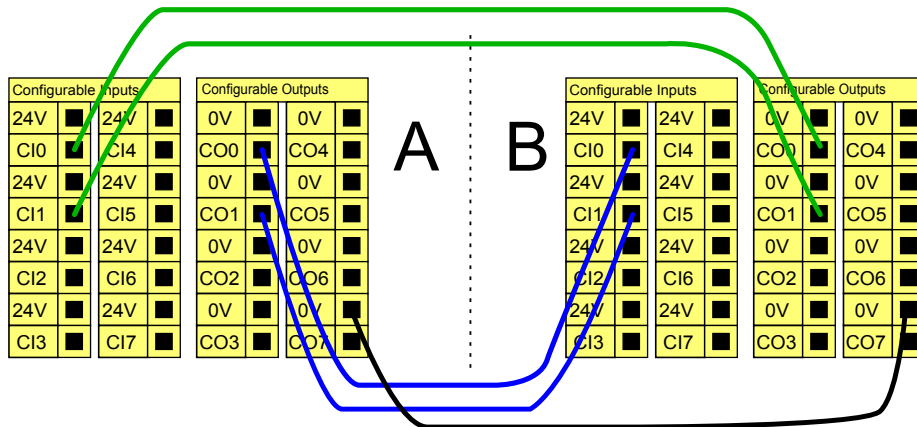 Configurable Inputs
24V 24V
CI0 CI4
24V 24V
CI1 CI5
24V 24V
CI2 CI6
24V 24V
CI3 CI7
Configurable Outputs
0V 0V
CO0 CO4
0V 0V
CO1 CO5
0V 0V
CO2 CO6
0V 0V
CO3 CO7
A
B
Configurable Inputs
24V 24V
CI0 CI4
24V 24V
CI1 CI5
24V 24V
CI2 CI6
24V 24V
CI3 CI7
Configurable Outputs
0V 0V
CO0 CO4
0V 0V
CO1 CO5
0V 0V
CO2 CO6
0V 0V
CO3 CO7